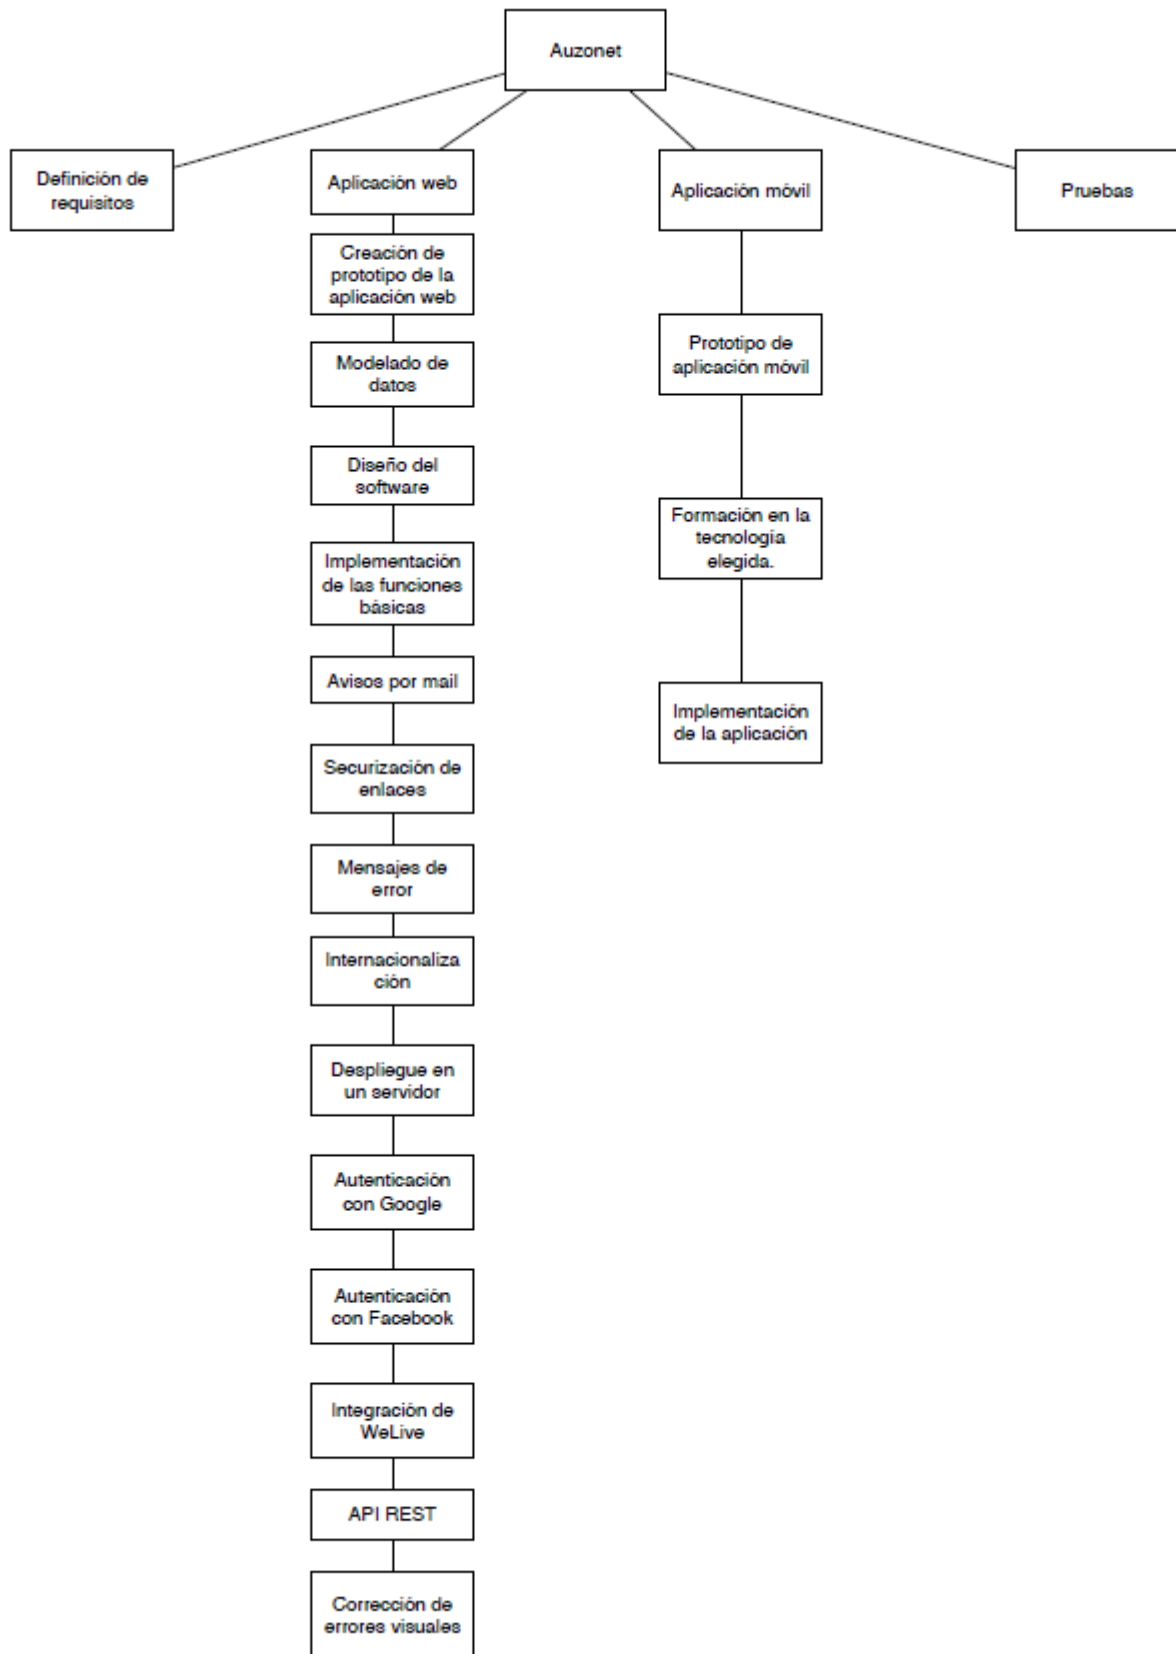 Auzonet
Definición de
requisitos
Aplicación web
Aplicación móvil
Pruebas
Creación de
prototipo de la
aplicación web
Modelado de
datos
Diseño del
software
Implementación
de las funciones
básicas
Avisos por mail
Securización de
enlaces
Mensajes de
error
Internacionaliza
ción
Despliegue en
un servidor
Autenticación
con Google
Autenticación
con Facebook
Integración de
WeLive
API REST
Corrección de
errores visuales
Prototipo de
aplicación móvil
Formación en la
tecnología
elegida.
Implementación
de la aplicación